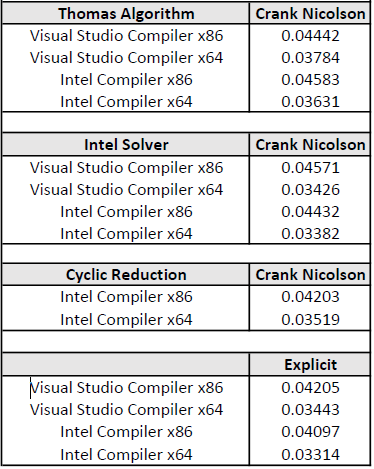 Thomas Algorithm Crank Nicolson
Visual Studio Compiler x86 0.04442
Visual Studio Compiler x64 0.03784
Intel Compiler x86 0.04583
Intel Compiler x64 0.03631
Intel Solver Crank Nicolson
Visual Studio Compiler x86 0.04571
Visual Studio Compiler x64 0.03426
Intel Compiler x86 0.04432
Intel Compiler x64 0.03382
Cyclic Reduction Crank Nicolson
Intel Compiler x86 0.04203
Intel Compiler x64 0.03519
Explicit
Visual Studio Compiler x86 0.04205
Visual Studio Compiler x64 0.03443
Intel Compiler x86 0.04097
Intel Compiler x64 0.03314